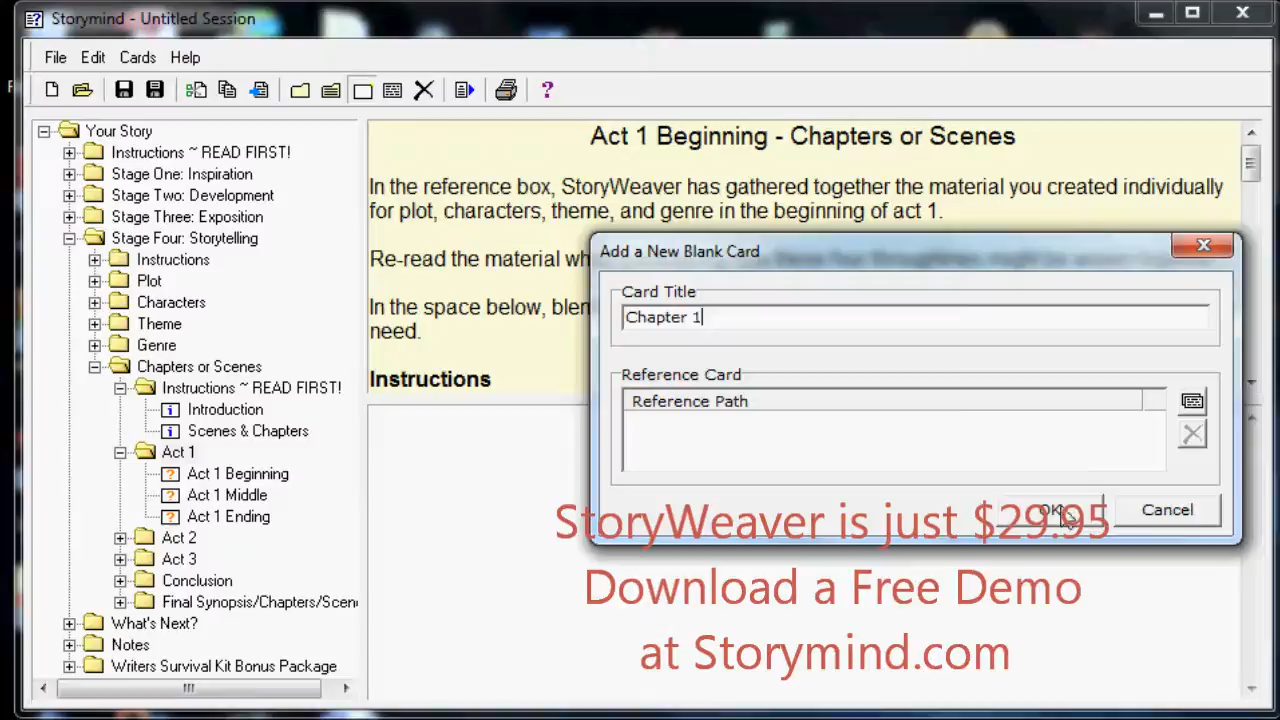 Storymind - Untitled Session
File Edit Cards Help
Your Story
Instructions ~ READ FIRST!
Stage One: Inspiration
Stage Two: Development
Stage Three: Exposition
Stage Four: Storytelling
Instructions
Plot
Characters
Theme
Genre
Chapters or Scenes
Instructions ~ READ FIRST!
Introduction
Scenes & Chapters
Act 1
Act 1 Beginning
Act 1 Middle
Act 1 Ending
Act 2
Act 3
Conclusion
Final Synopsis/Chapters/Scen
What's Next?
Notes
Writers Survival Kit Bonus Package
Act 1 Beginning - Chapters or Scenes
In the reference box, StoryWeaver has gathered together the material you created individually
for plot, characters, theme, and genre in the beginning of act 1.
Re-read the material wh
In the space below, blen
need.
Instructions
Add a New Blank Card
Card Title
Chapter 1
Reference Card
Reference Path
OK Cancel
StoryWeaver is just $29.95
Download a Free Demo
at Storymind.com